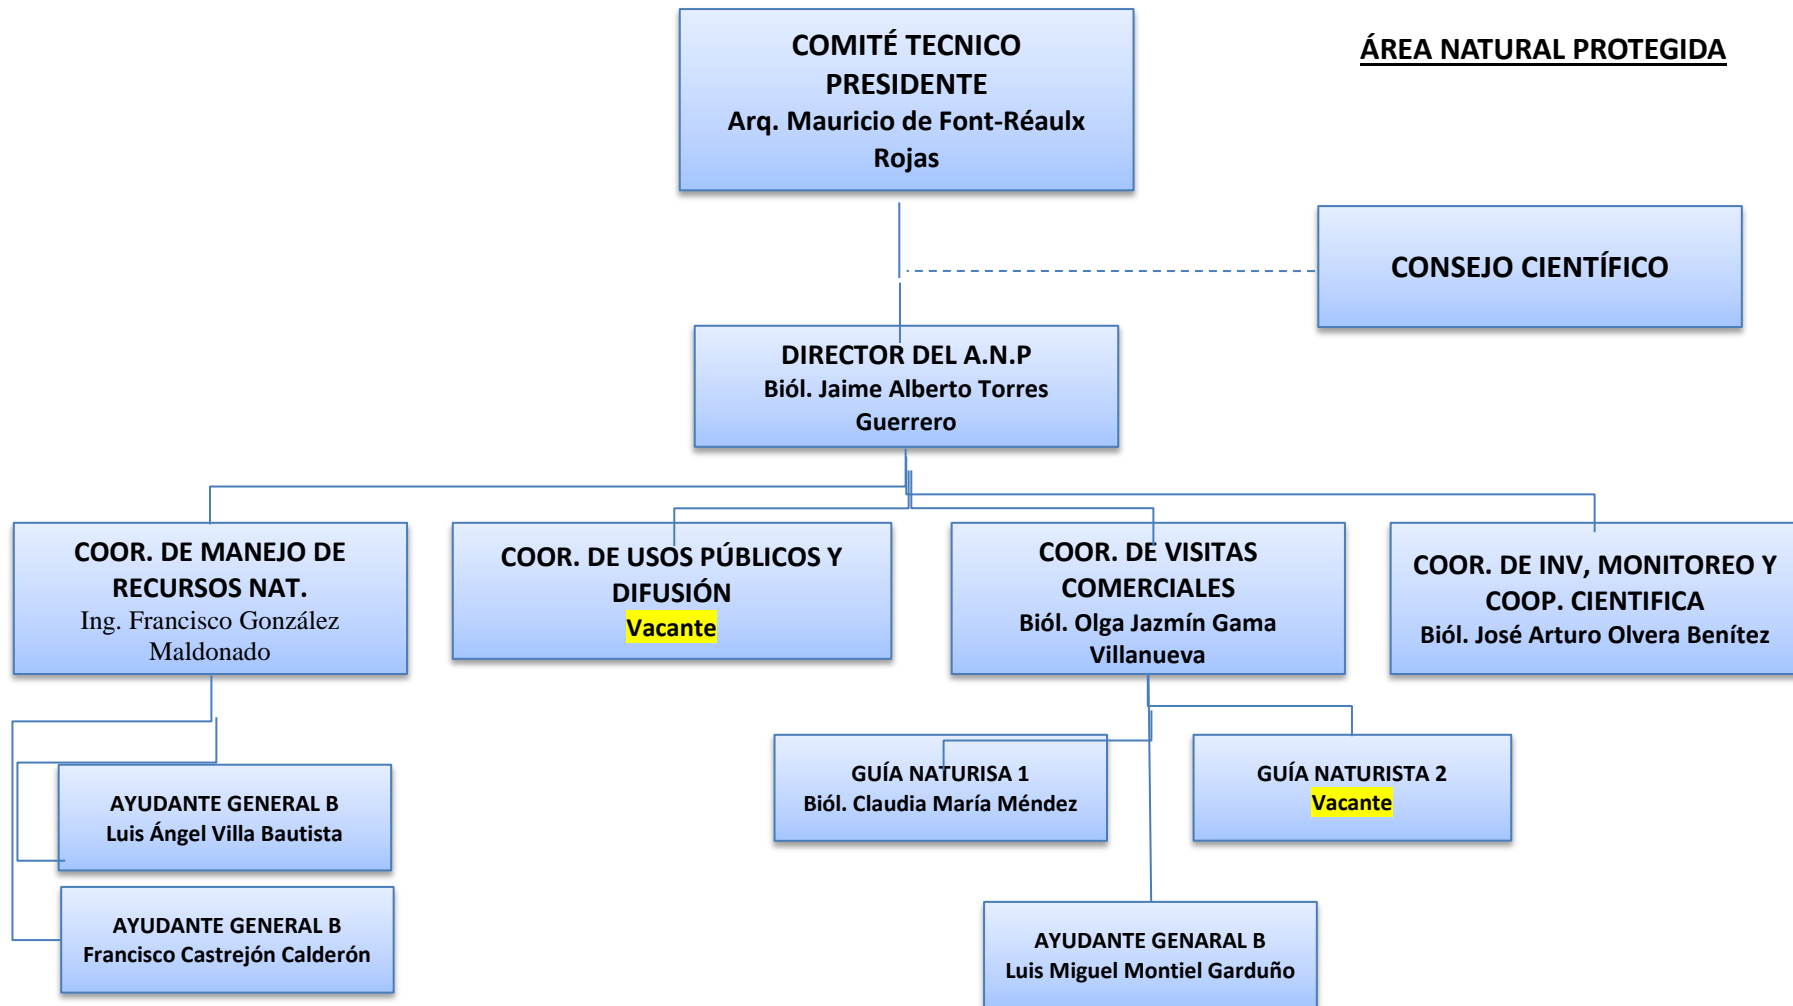 COMITÉ TECNICO
PRESIDENTE
Arq. Mauricio de Font-Réaulx
Rojas
ÁREA NATURAL PROTEGIDA
CONSEJO CIENTÍFICO
DIRECTOR DEL A.N.P
Biól. Jaime Alberto Torres
Guerrero
COOR. DE MANEJO DE
RECURSOS NAT.
Ing. Francisco González
Maldonado
COOR. DE USOS PÚBLICOS Y
DIFUSIÓN
Vacante
COOR. DE VISITAS
COMERCIALES
Biól. Olga Jazmín Gama
Villanueva
COOR. DE INV, MONITOREO Y
COOP. CIENTIFICA
Biól. José Arturo Olvera Benítez
AYUDANTE GENERAL B
Luis Ángel Villa Bautista
GUÍA NATURISA 1
Biól. Claudia María Méndez
GUÍA NATURISTA 2
Vacante
AYUDANTE GENERAL B
Francisco Castrejón Calderón
AYUDANTE GENARAL B
Luis Miguel Montiel Garduño